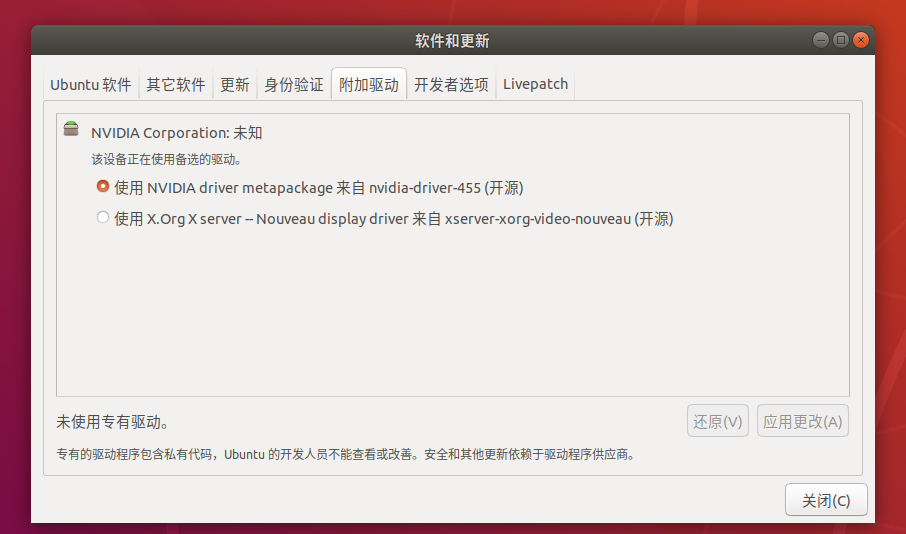 软件和更新
Ubuntu 软件 其它软件 更新 身份验证 附加驱动 开发者选项 Livepatch
NVIDIA Corporation: 未知
该设备正在使用备选的驱动。
使用 NVIDIA driver metapackage 来自 nvidia-driver-455 (开源)
使用 X.Org X server -- Nouveau display driver 来自 xserver-xorg-video-nouveau (开源)
未使用专有驱动。
还原(V) 应用更改(A)
专有的驱动程序包含私有代码，Ubuntu 的开发人员不能查看或改善。安全和其他更新依赖于驱动程序供应商。
关闭(C)